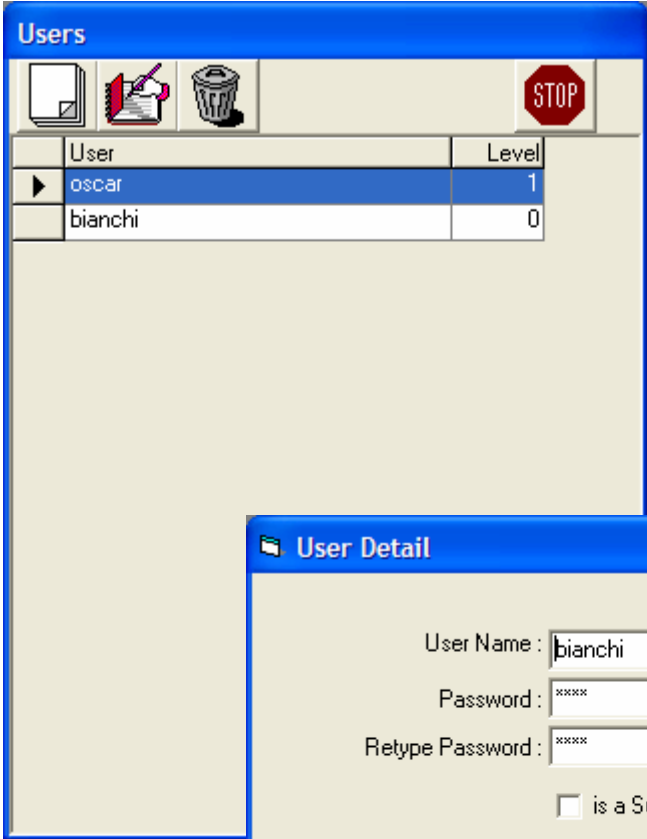 Users
STOP
User Level
oscar 1
bianchi 0
User Detail
User Name : bianchi
Password : ****
Retype Password : ****
is a